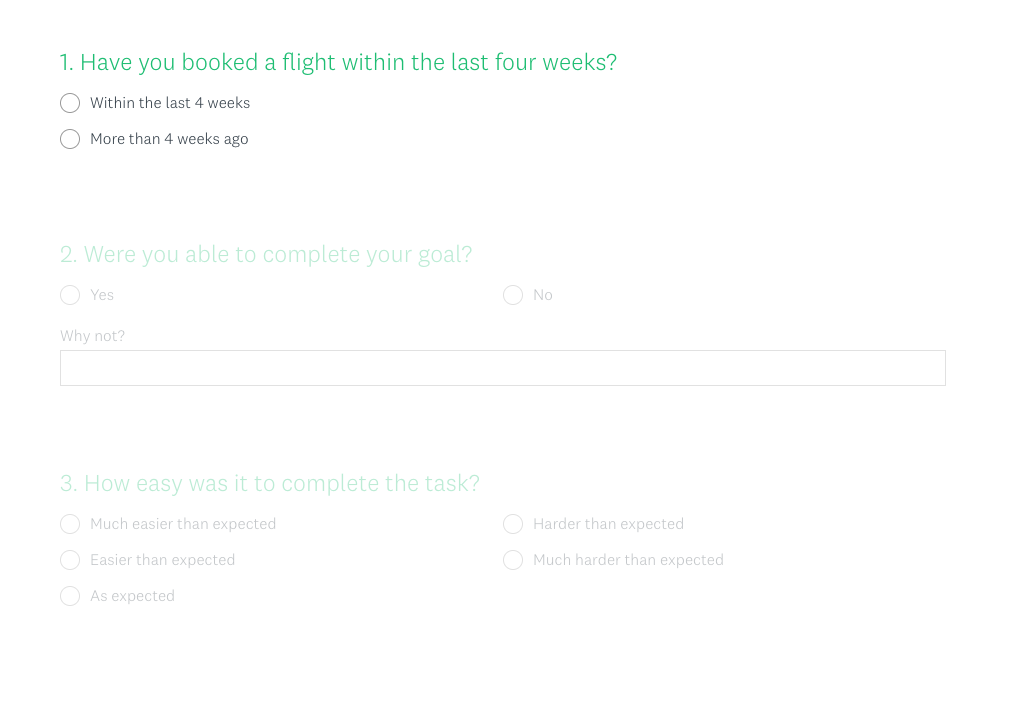 1. Have you booked a flight within the last four weeks?
Within the last 4 weeks
More than 4 weeks ago
2. Were you able to complete your goal?
Yes
No
Why not?
3. How easy was it to complete the task?
Much easier than expected
Harder than expected
Easier than expected
Much harder than expected
As expected